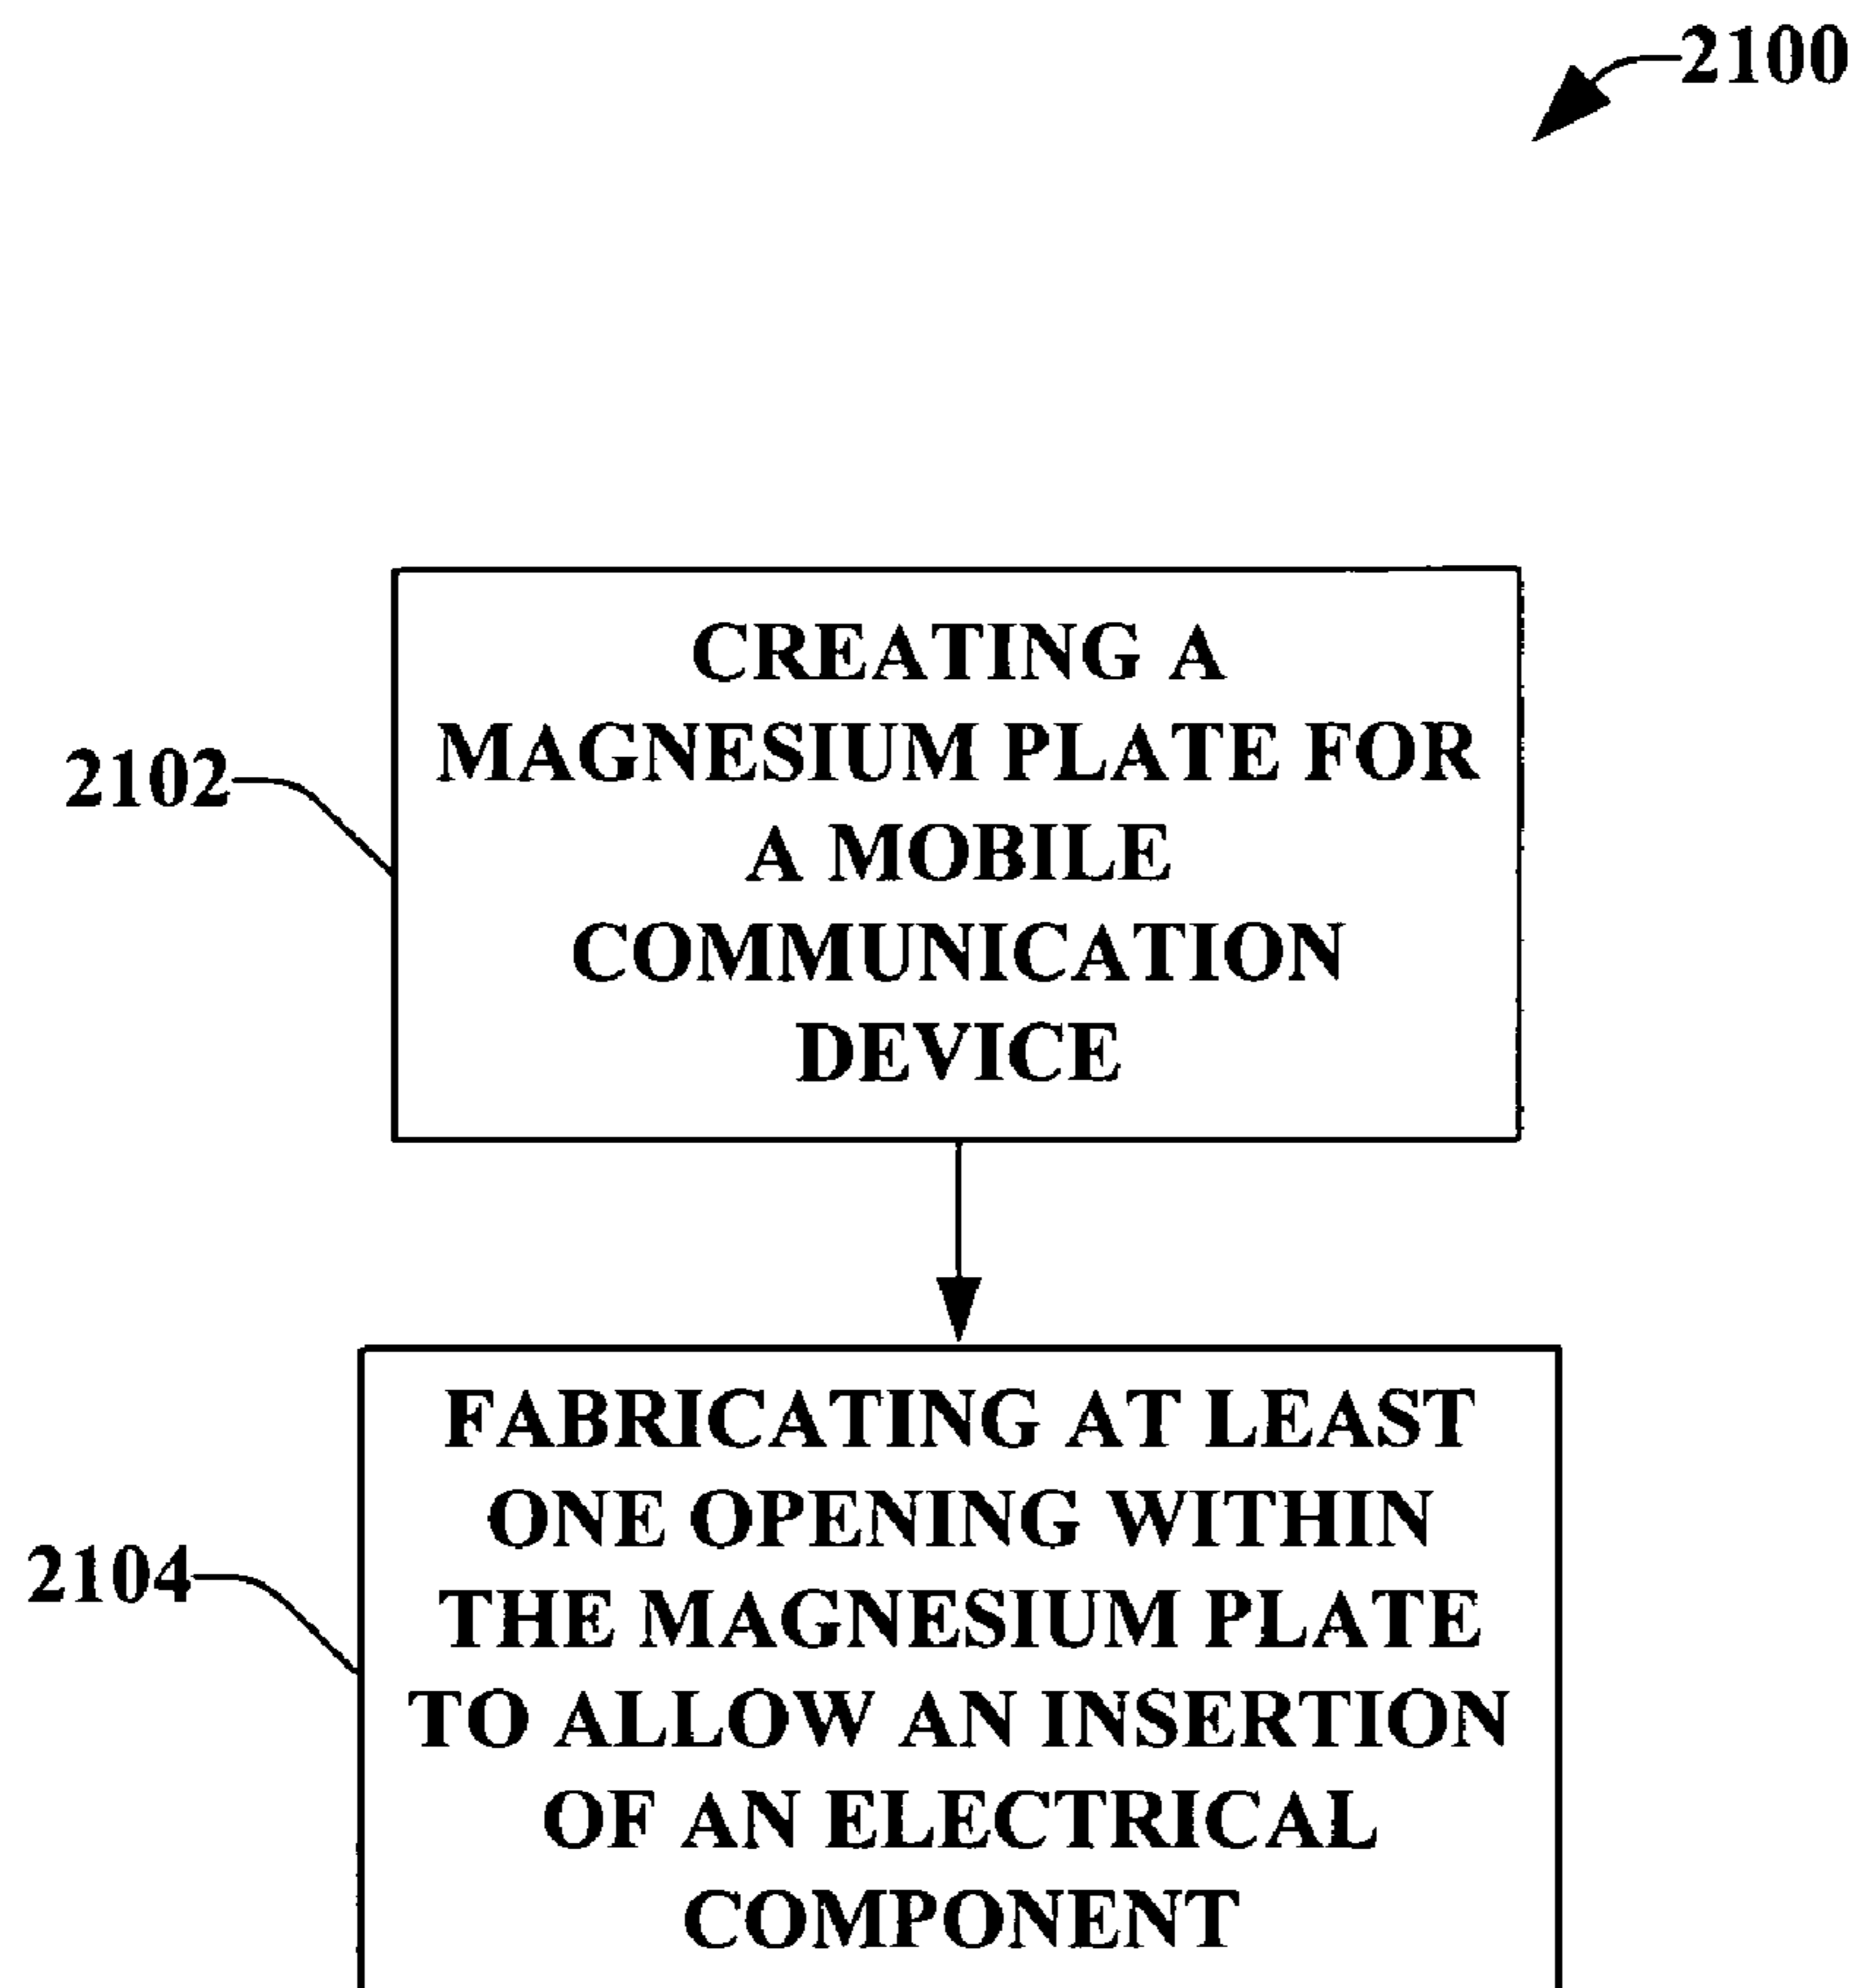 2100
CREATING A
MAGNESIUM PLATE FOR
A MOBILE
COMMUNICATION
DEVICE
2102
FABRICATING AT LEAST
ONE OPENING WITHIN
THE MAGNESIUM PLATE
TO ALLOW AN INSERTION
OF AN ELECTRICAL
COMPONENT
2104